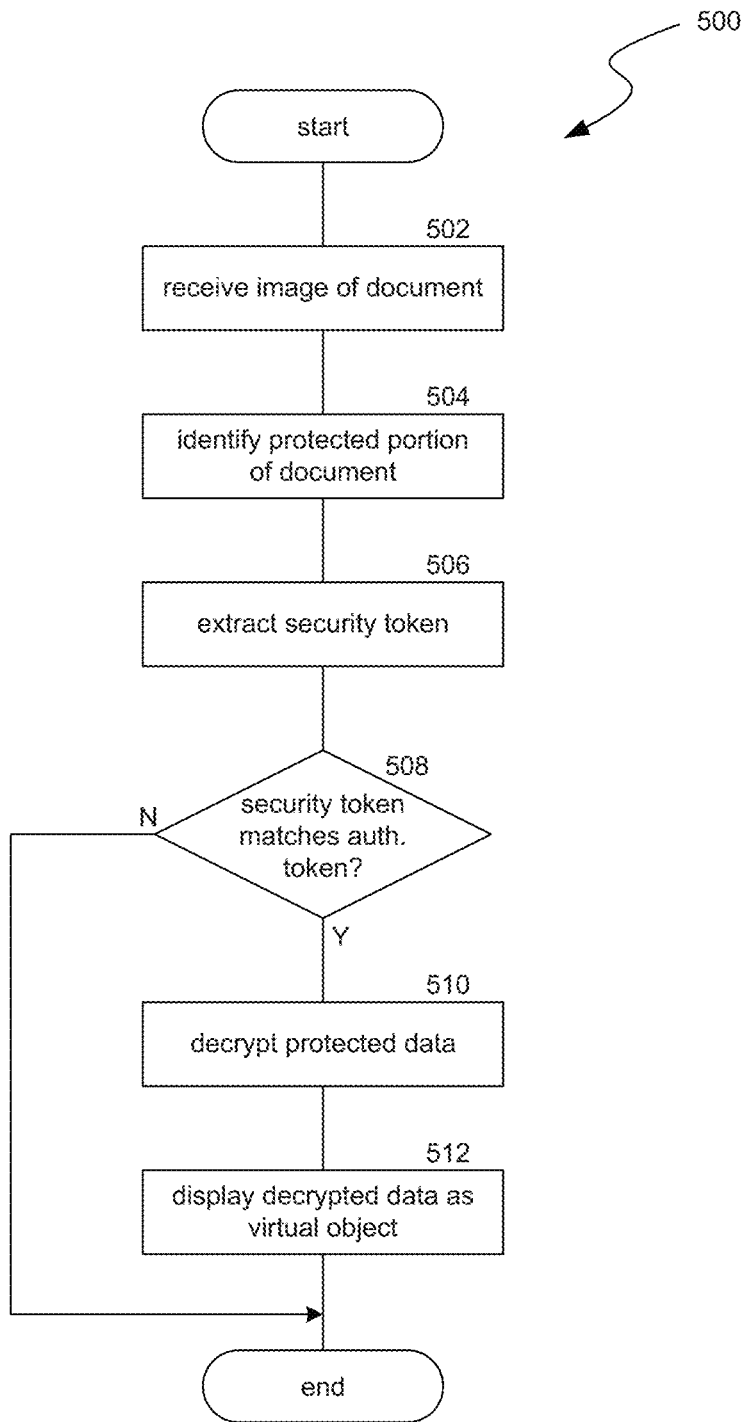 500
start
502
receive image of document
504
identify protected portion
of document
506
extract security token
508
security token
matches auth.
token?
N
Y
510
decrypt protected data
512
display decrypted data as
virtual object
end